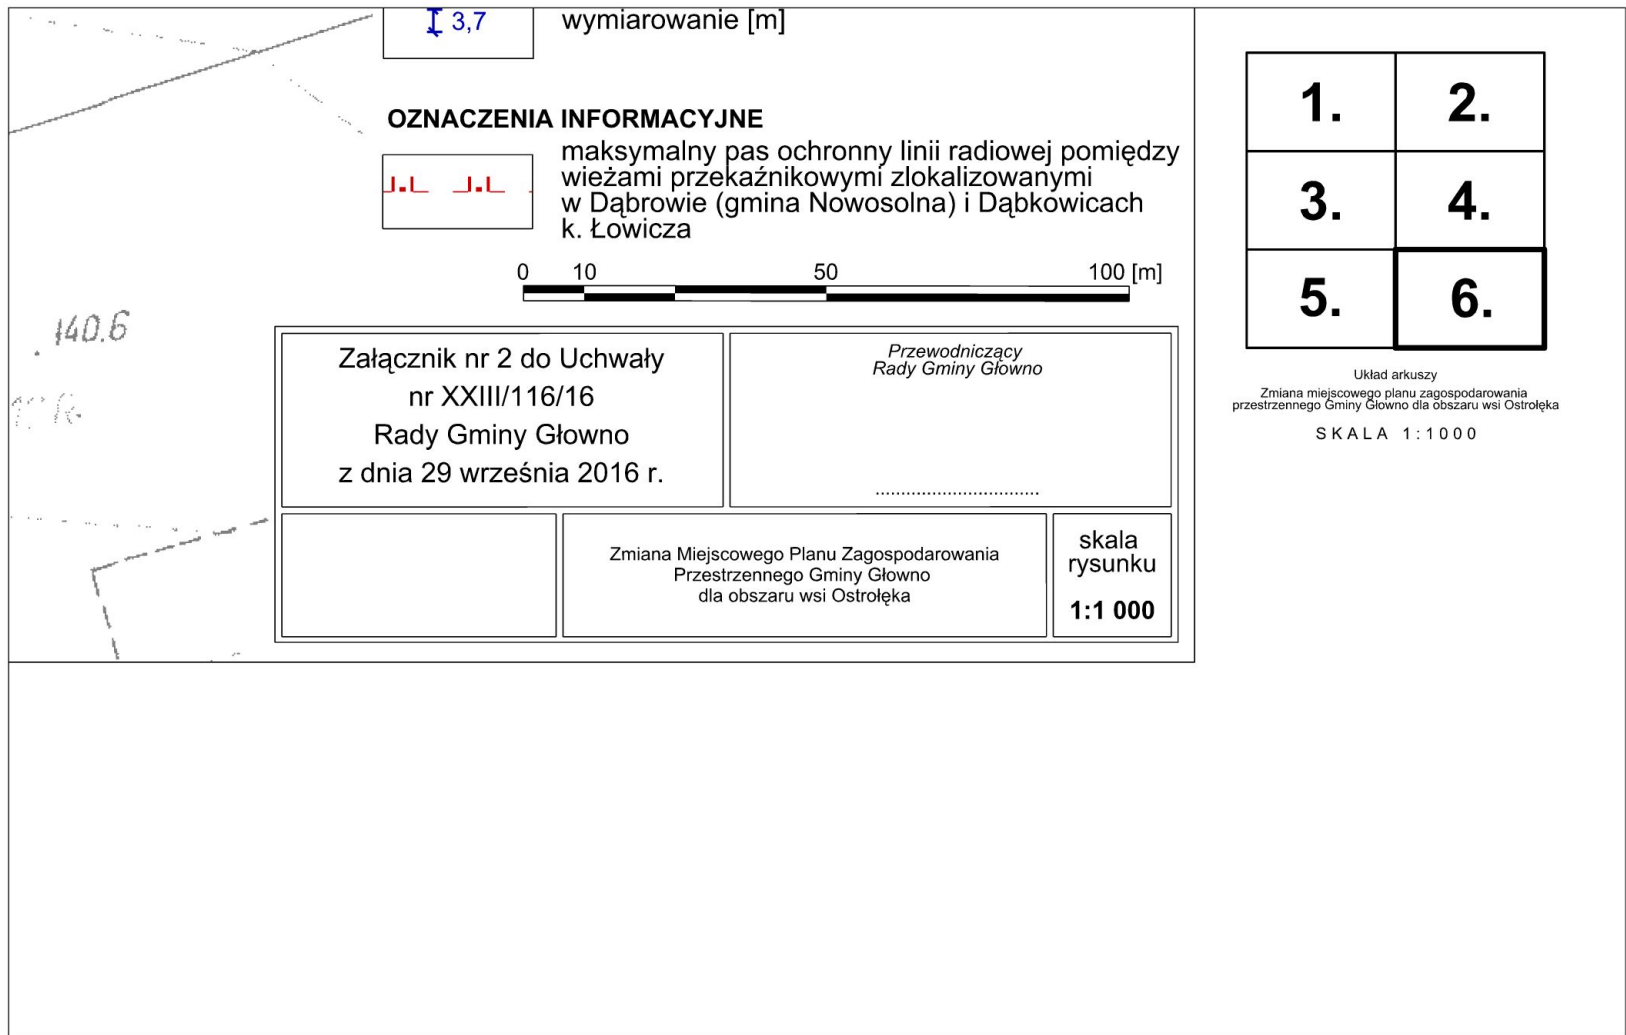 3,7
wymiarowanie [m]
OZNACZENIA INFORMACYJNE
maksymalny pas ochronny linii radiowej pomiędzy
wieżami przekaźnikowymi zlokalizowanymi
w Dąbrowie (gmina Nowosolna) i Dąbkowicach
k. Łowicza
0 10 50 100 [m]
140.6
Załącznik nr 2 do Uchwały
nr XXIII/116/16
Rady Gminy Głowno
z dnia 29 września 2016 r.
Przewodniczący
Rady Gminy Głowno
................................
Zmiana Miejscowego Planu Zagospodarowania
Przestrzennego Gminy Głowno
dla obszaru wsi Ostrołęka
skala
rysunku
1:1 000
1. 2.
3. 4.
5. 6.
Układ arkuszy
Zmiana miejscowego planu zagospodarowania
przestrzennego Gminy Głowno dla obszaru wsi Ostrołęka
SKALA 1:1000